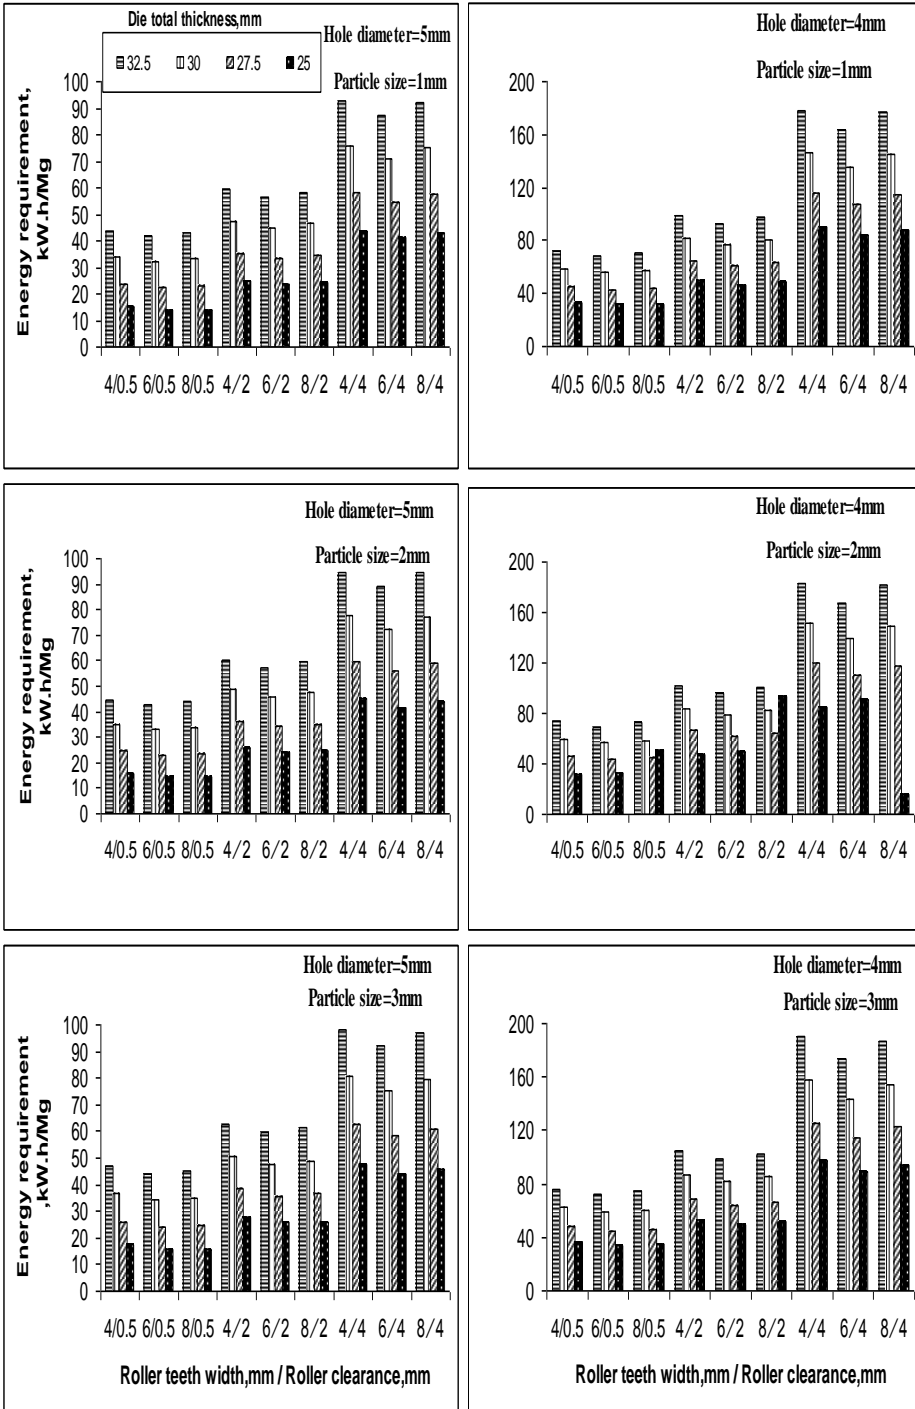 Die total thickness,mm
32.5 30 27.5 25
Hole diameter=5mm
Particle size=1mm
Energy requirement,
kW.h/Mg
100
90
80
70
60
50
40
30
20
10
0
4/0.5 6/0.5 8/0.5 4/2 6/2 8/2 4/4 6/4 8/4
Hole diameter=4mm
Particle size=1mm
200
160
120
80
40
0
4/0.5 6/0.5 8/0.5 4/2 6/2 8/2 4/4 6/4 8/4
Hole diameter=5mm
Particle size=2mm
Energy requirement,
kW.h/Mg
100
90
80
70
60
50
40
30
20
10
0
4/0.5 6/0.5 8/0.5 4/2 6/2 8/2 4/4 6/4 8/4
Hole diameter=4mm
Particle size=2mm
200
160
120
80
40
0
4/0.5 6/0.5 8/0.5 4/2 6/2 8/2 4/4 6/4 8/4
Hole diameter=5mm
Particle size=3mm
Energy requirement
,kW.h/Mg
100
90
80
70
60
50
40
30
20
10
0
4/0.5 6/0.5 8/0.5 4/2 6/2 8/2 4/4 6/4 8/4
Roller teeth width,mm / Roller clearance,mm
Hole diameter=4mm
Particle size=3mm
200
160
120
80
40
0
4/0.5 6/0.5 8/0.5 4/2 6/2 8/2 4/4 6/4 8/4
Roller teeth width,mm / Roller clearance,mm